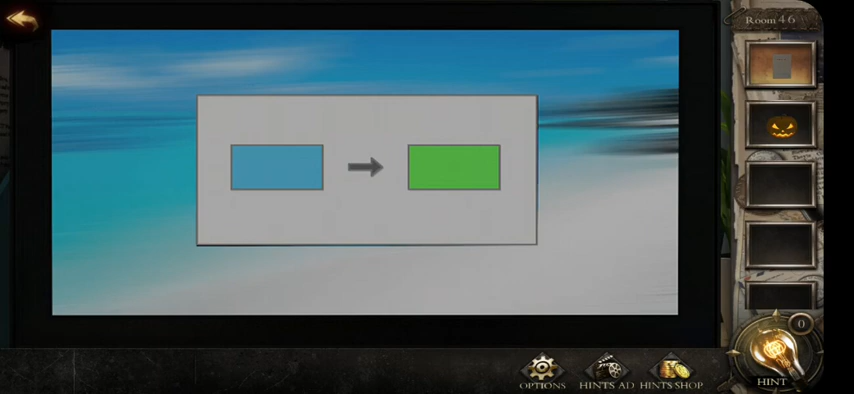 Room 46
0
OPTIONS
HINTS AD
HINTS SHOP
HINT